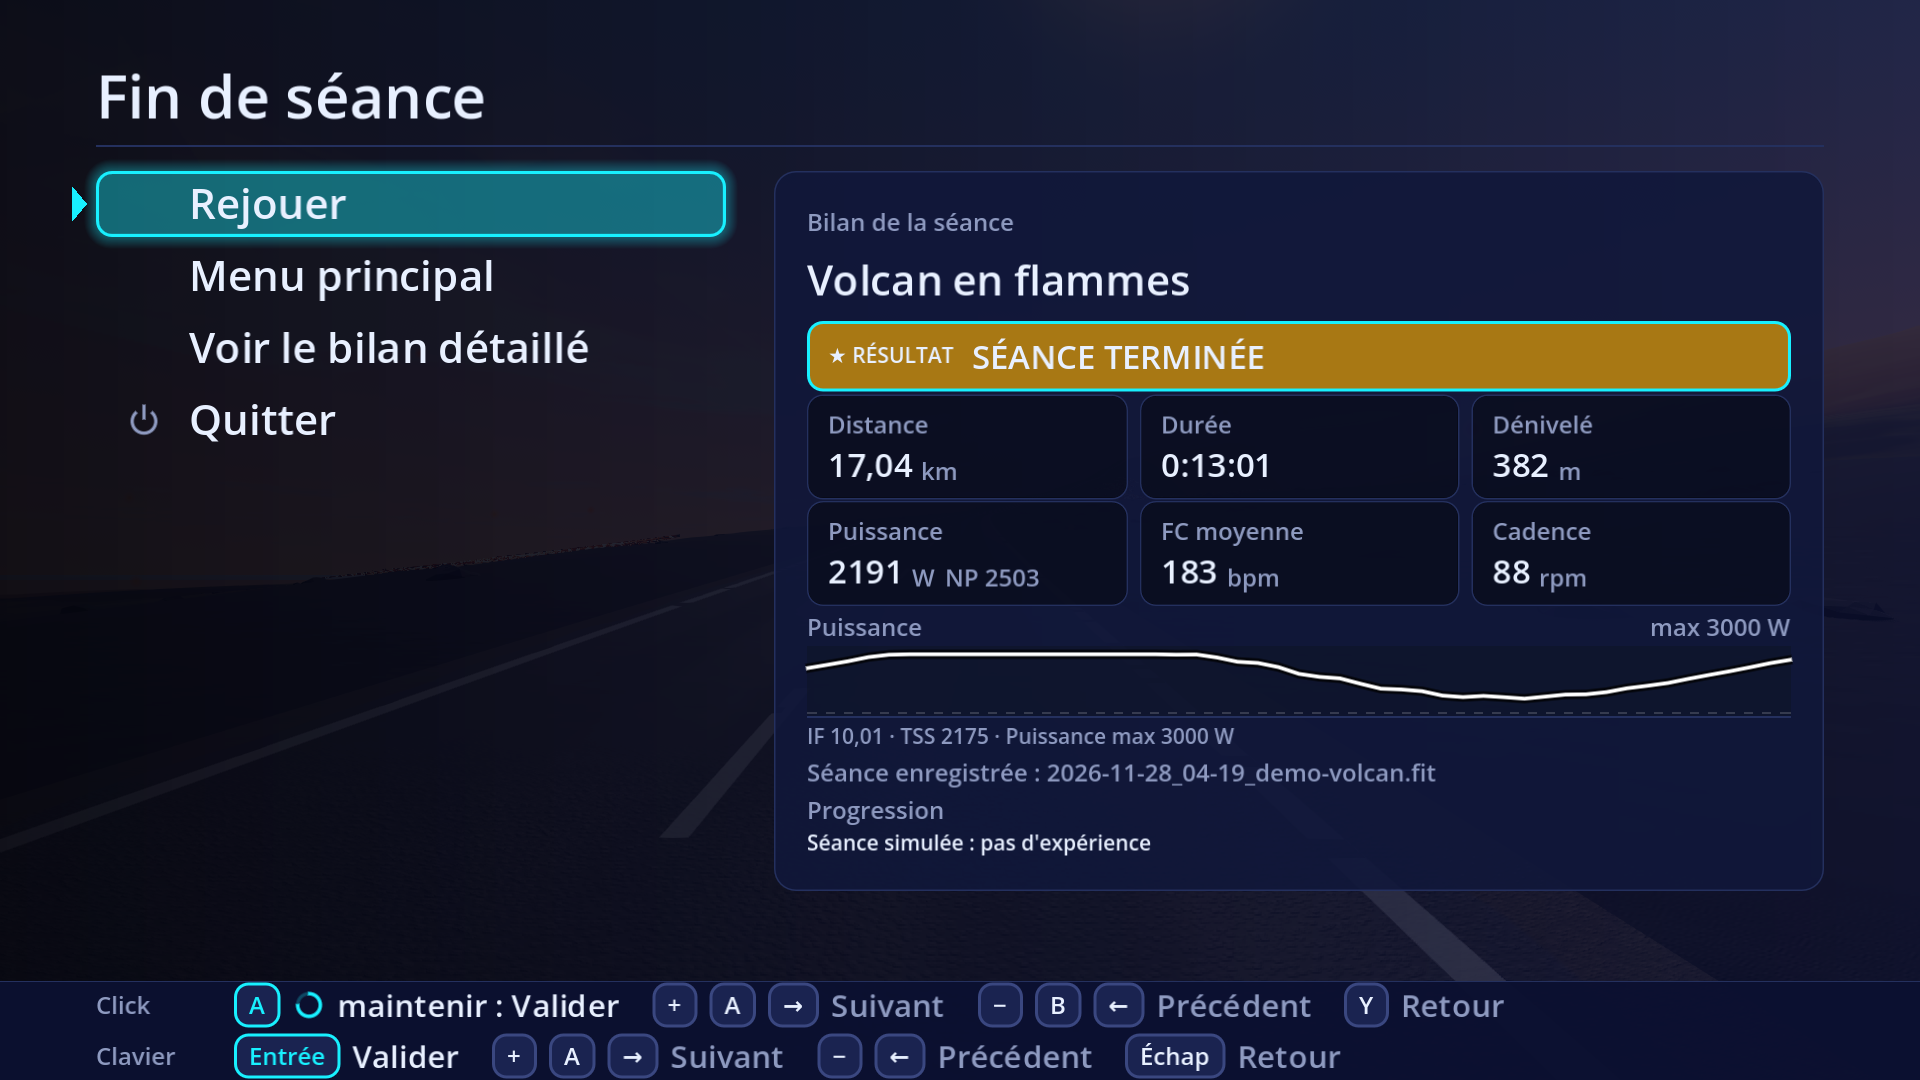 Fin de séance
Rejouer
Menu principal
Voir le bilan détaillé
Quitter
Bilan de la séance
Volcan en flammes
★ RÉSULTAT SÉANCE TERMINÉE
Distance
17,04 km
Durée
0:13:01
Dénivelé
382 m
Puissance
2191 W NP 2503
FC moyenne
183 bpm
Cadence
88 rpm
Puissance max 3000 W
IF 10,01 · TSS 2175 · Puissance max 3000 W
Séance enregistrée : 2026-11-28_04-19_demo-volcan.fit
Progression
Séance simulée : pas d'expérience
Click A maintenir : Valider + A → Suivant − B ← Précédent Y Retour
Clavier Entrée Valider + A → Suivant − ← Précédent Échap Retour